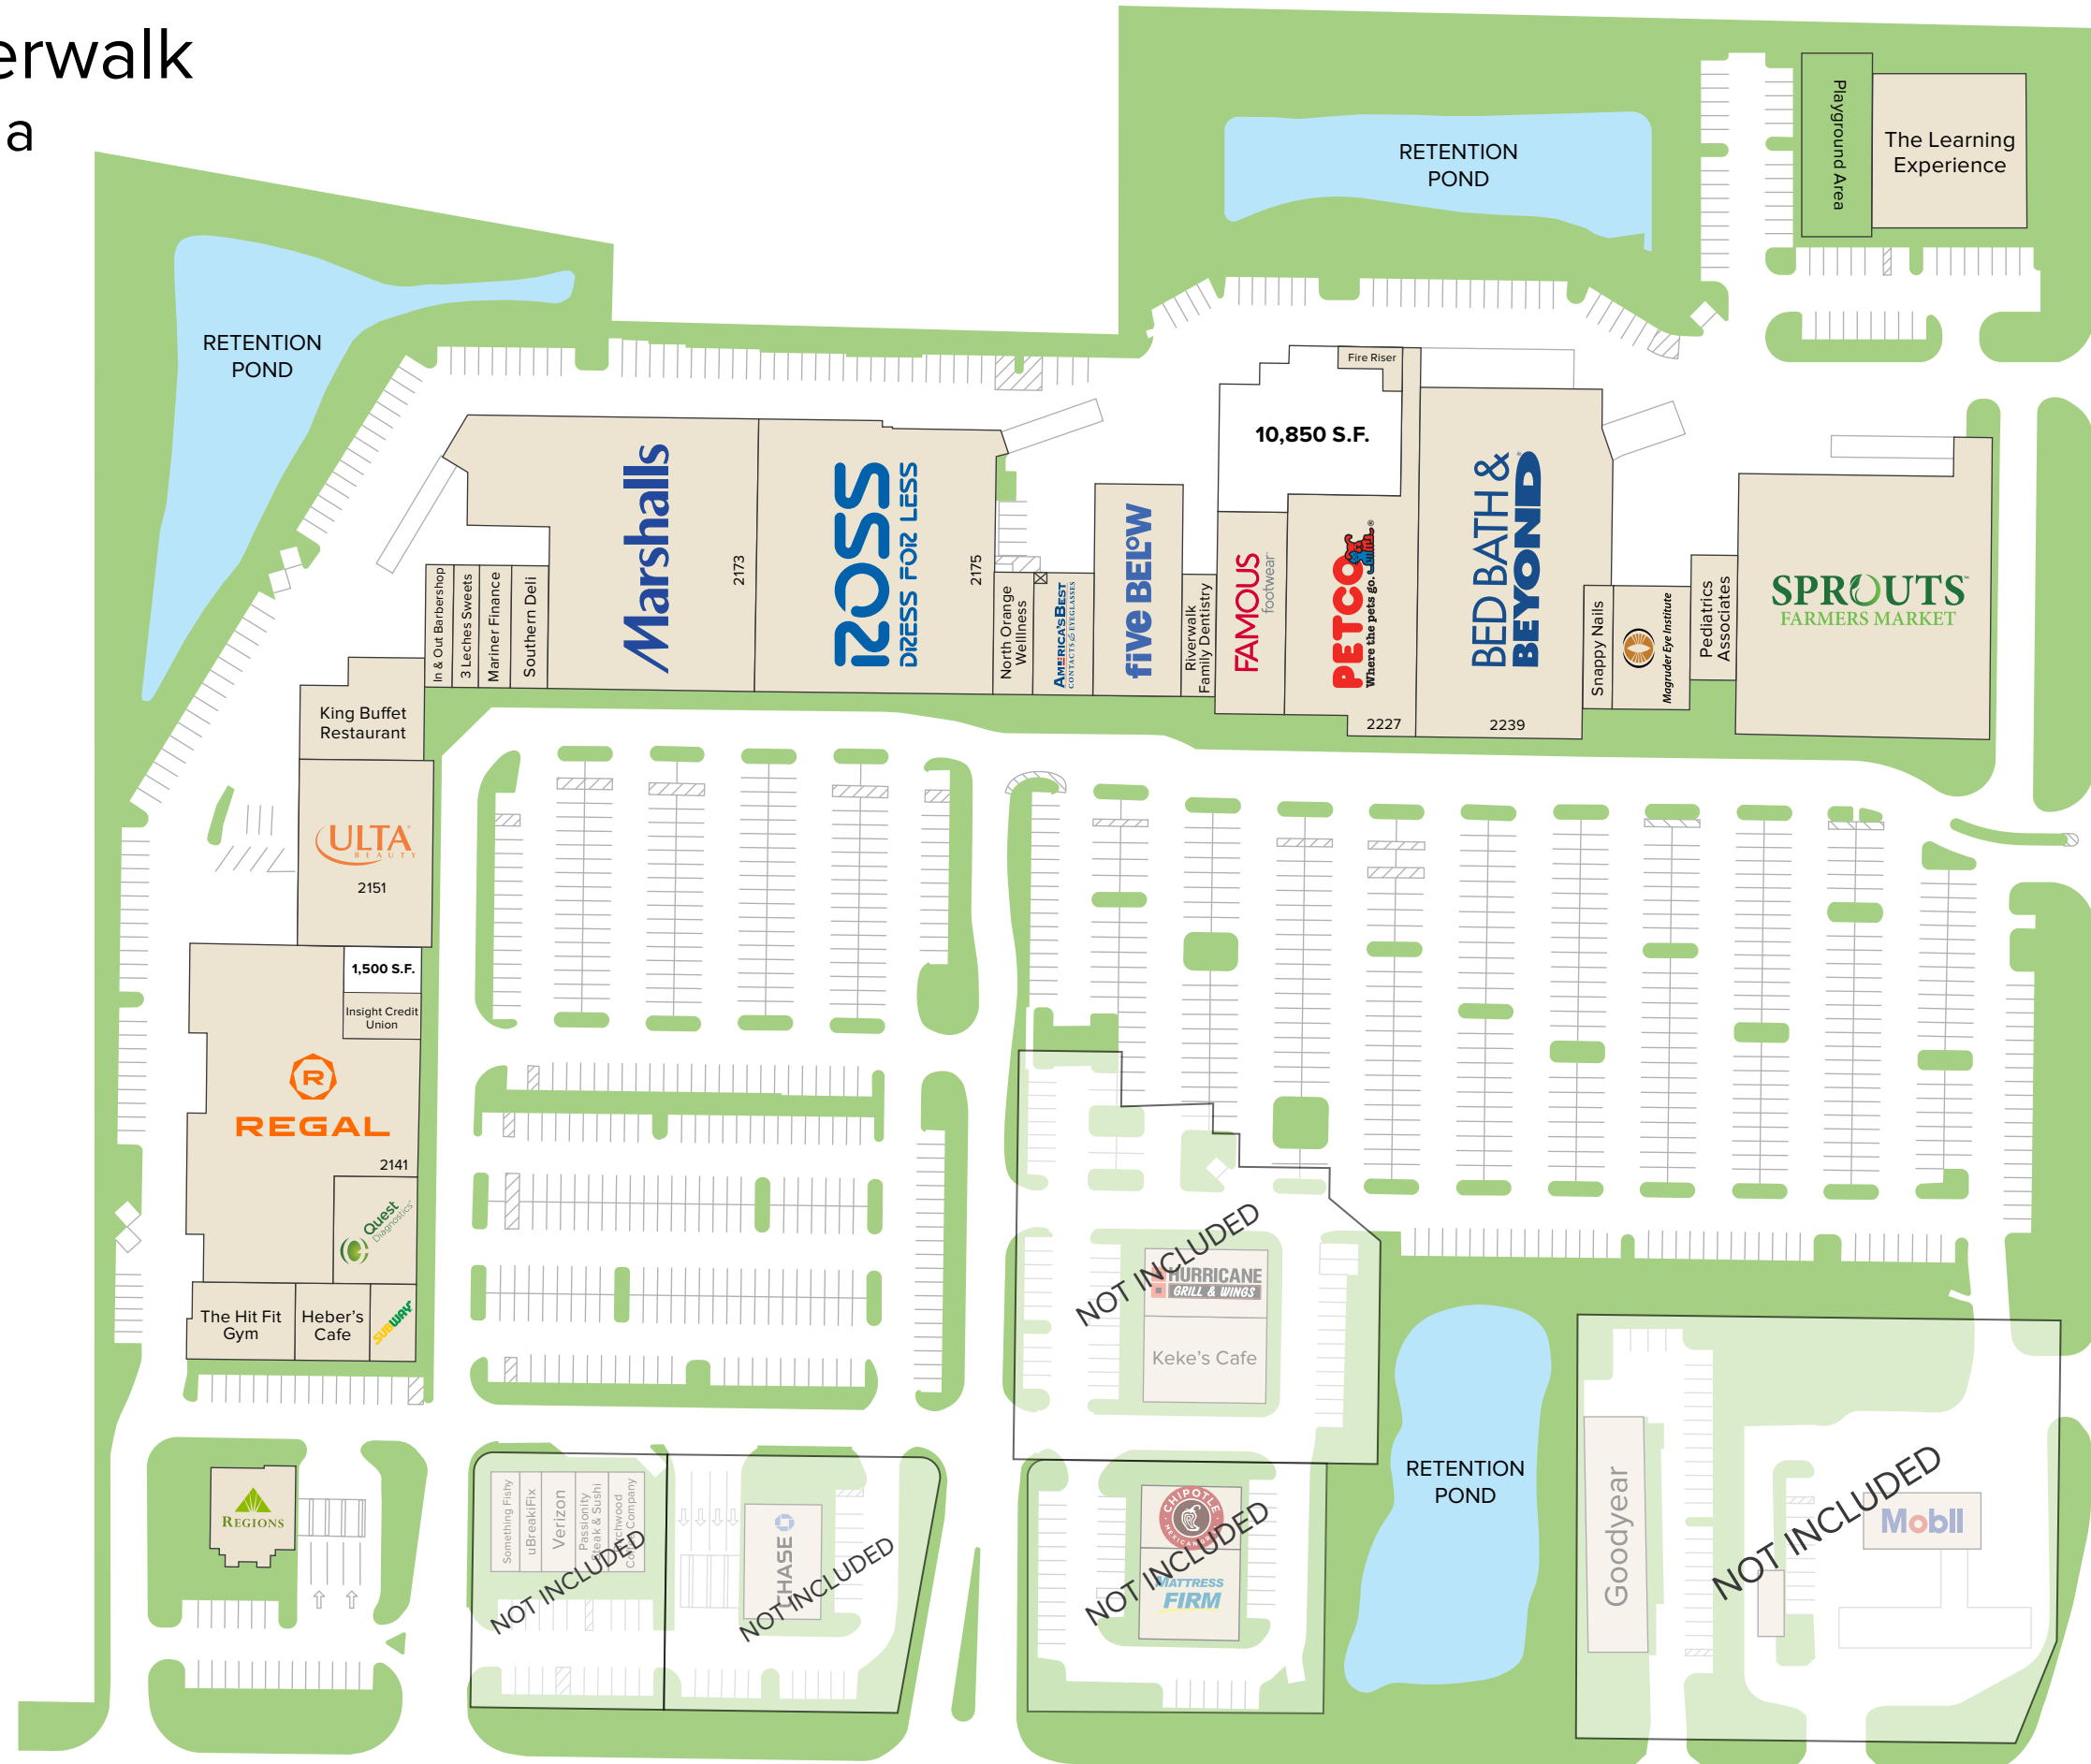 erwalk
a
RETENTION
POND
Playground Area
The Learning
Experience
RETENTION
POND
Fire Riser
10,850 S.F.
Marshalls
2173
ROSS
DRESS FOR LESS
2175
North Orange
Welllness
AMERICA'S BEST
CONTACTS & EYEGLASSES
five BELOW
Riverwalk
Family Dentistry
FAMOUS
footwear
PETCO
Where the pets go.
2227
BED BATH &
BEYOND
2239
Snappy Nails
Magruder Eye Institute
Pediatrics
Associates
SPROUTS
FARMERS MARKET
In & Out Barbershop
3 Leches Sweets
Mariner Finance
Southern Deli
King Buffet
Restaurant
ULTA
BEAUTY
2151
1,500 S.F.
Insight Credit
Union
R
REGAL
2141
Quest
Diagnostics
The Hit Fit
Gym
Heber's
Cafe
SUBWAY
NOT INCLUDED
HURRICANE
GRILL & WINGS
Keke's Cafe
RETENTION
POND
REGIONS
Something Fishy
uBreakiFix
Verizon
Passionity
Steak & Sushi
Company
NOT INCLUDED
CHASE
NOT INCLUDED
CHIPOTLE
MEXICAN
NOT INCLUDED
MATTRESS
FIRM
Goodyear
NOT INCLUDED
Mobil